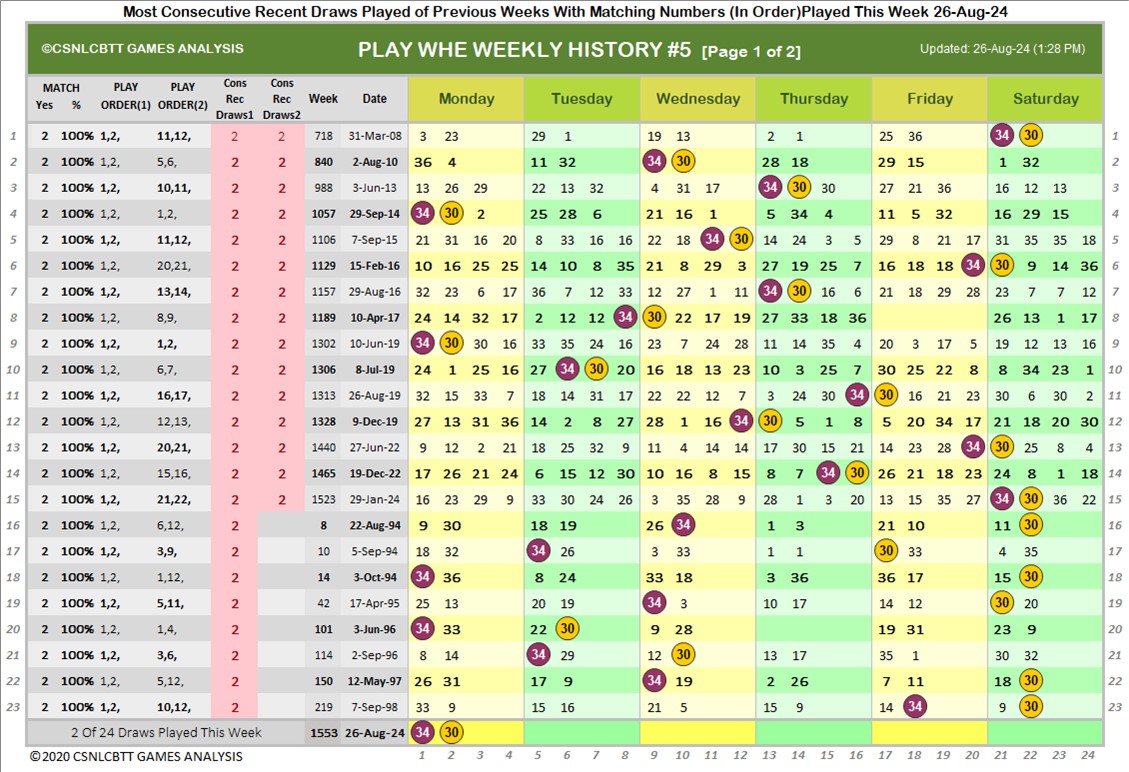 Most Consecutive Recent Draws Played of Previous Weeks With Matching Numbers (In Order)Played This Week 26-Aug-24
©CSNLCBTT GAMES ANALYSIS PLAY WHE WEEKLY HISTORY #5 [Page 1 of 2] Updated: 26-Aug-24 (1:28 PM)
MATCH Yes % PLAY ORDER(1) PLAY ORDER(2) Cons Rec Draws1 Cons Rec Draws2 Week Date Monday Tuesday Wednesday Thursday Friday Saturday
1 2 100% 1,2, 11,12, 2 2 718 31-Mar-08 3 23 29 1 19 13 2 1 25 36 34 30 1
2 2 100% 1,2, 5,6, 2 2 840 2-Aug-10 36 4 11 32 34 30 28 18 29 15 1 32 2
3 2 100% 1,2, 10,11, 2 2 988 3-Jun-13 13 26 29 22 13 32 4 31 17 34 30 30 27 21 36 16 12 13 3
4 2 100% 1,2, 1,2, 2 2 1057 29-Sep-14 34 30 2 25 28 6 21 16 1 5 34 4 11 5 32 16 29 15 4
5 2 100% 1,2, 11,12, 2 2 1106 7-Sep-15 21 31 16 20 8 33 16 16 22 18 34 30 14 24 3 5 29 8 21 17 31 35 35 18 5
6 2 100% 1,2, 20,21, 2 2 1129 15-Feb-16 10 16 25 25 14 10 8 35 21 8 29 3 27 19 25 7 16 18 18 34 30 9 14 36 6
7 2 100% 1,2, 13,14, 2 2 1157 29-Aug-16 32 23 6 17 36 7 12 33 12 27 1 11 34 30 16 6 21 18 29 28 23 7 7 12 7
8 2 100% 1,2, 8,9, 2 2 1189 10-Apr-17 24 14 32 17 2 12 12 34 30 22 17 19 27 33 18 36 26 13 1 17 8
9 2 100% 1,2, 1,2, 2 2 1302 10-Jun-19 34 30 30 16 33 35 24 16 23 7 24 28 11 14 35 4 20 3 17 5 19 12 13 16 9
10 2 100% 1,2, 6,7, 2 2 1306 8-Jul-19 24 1 25 16 27 34 30 20 16 18 13 23 10 3 25 7 30 25 22 8 8 34 23 1 10
11 2 100% 1,2, 16,17, 2 2 1313 26-Aug-19 32 15 33 7 18 14 31 17 22 22 12 7 3 24 30 34 30 16 21 23 30 6 30 2 11
12 2 100% 1,2, 12,13, 2 2 1328 9-Dec-19 27 13 31 36 14 2 8 27 28 1 16 34 30 5 1 8 5 20 34 17 21 18 20 30 12
13 2 100% 1,2, 20,21, 2 2 1440 27-Jun-22 9 12 2 21 18 25 32 9 11 4 14 14 17 30 15 21 14 23 28 34 30 25 8 4 13
14 2 100% 1,2, 15,16, 2 2 1465 19-Dec-22 17 26 21 24 6 15 12 30 10 16 8 15 8 7 34 30 26 21 18 23 24 8 1 18 14
15 2 100% 1,2, 21,22, 2 2 1523 29-Jan-24 16 23 29 9 33 30 24 26 3 35 28 9 28 1 3 20 13 15 35 27 34 30 36 22 15
16 2 100% 1,2, 6,12, 2 8 22-Aug-94 9 30 18 19 26 34 1 3 21 10 11 30 16
17 2 100% 1,2, 3,9, 2 10 5-Sep-94 18 32 34 26 3 33 1 1 30 33 4 35 17
18 2 100% 1,2, 1,12, 2 14 3-Oct-94 34 36 8 24 33 18 3 36 36 17 15 30 18
19 2 100% 1,2, 5,11, 2 42 17-Apr-95 25 13 20 19 34 3 10 17 14 12 30 20 19
20 2 100% 1,2, 1,4, 2 101 3-Jun-96 34 33 22 30 9 28 19 31 23 9 20
21 2 100% 1,2, 3,6, 2 114 2-Sep-96 8 14 34 29 12 30 13 17 35 1 30 32 21
22 2 100% 1,2, 5,12, 2 150 12-May-97 26 31 17 9 34 19 2 26 7 11 18 30 22
23 2 100% 1,2, 10,12, 2 219 7-Sep-98 33 9 15 16 21 5 15 9 14 34 9 30 23
2 Of 24 Draws Played This Week 1553 26-Aug-24 34 30
©2020 CSNLCBTT GAMES ANALYSIS 1 2 3 4 5 6 7 8 9 10 11 12 13 14 15 16 17 18 19 20 21 22 23 24